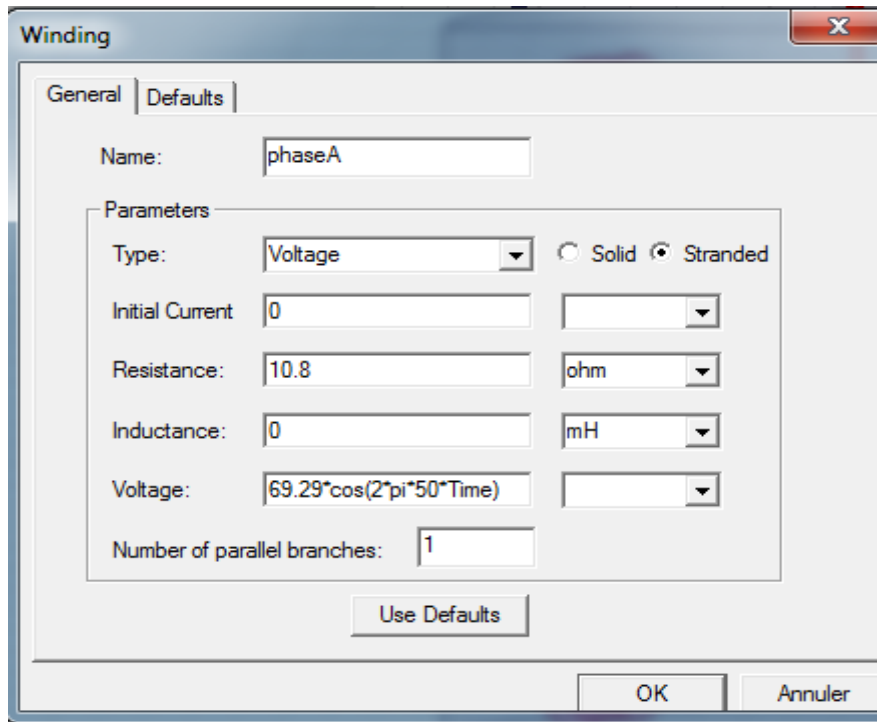 Winding
General Defaults
Name: phaseA
Parameters
Type: Voltage Solid Stranded
Initial Current 0
Resistance: 10.8 ohm
Inductance: 0 mH
Voltage: 69.29*cos(2*pi*50*Time)
Number of parallel branches: 1
Use Defaults
OK Annuler